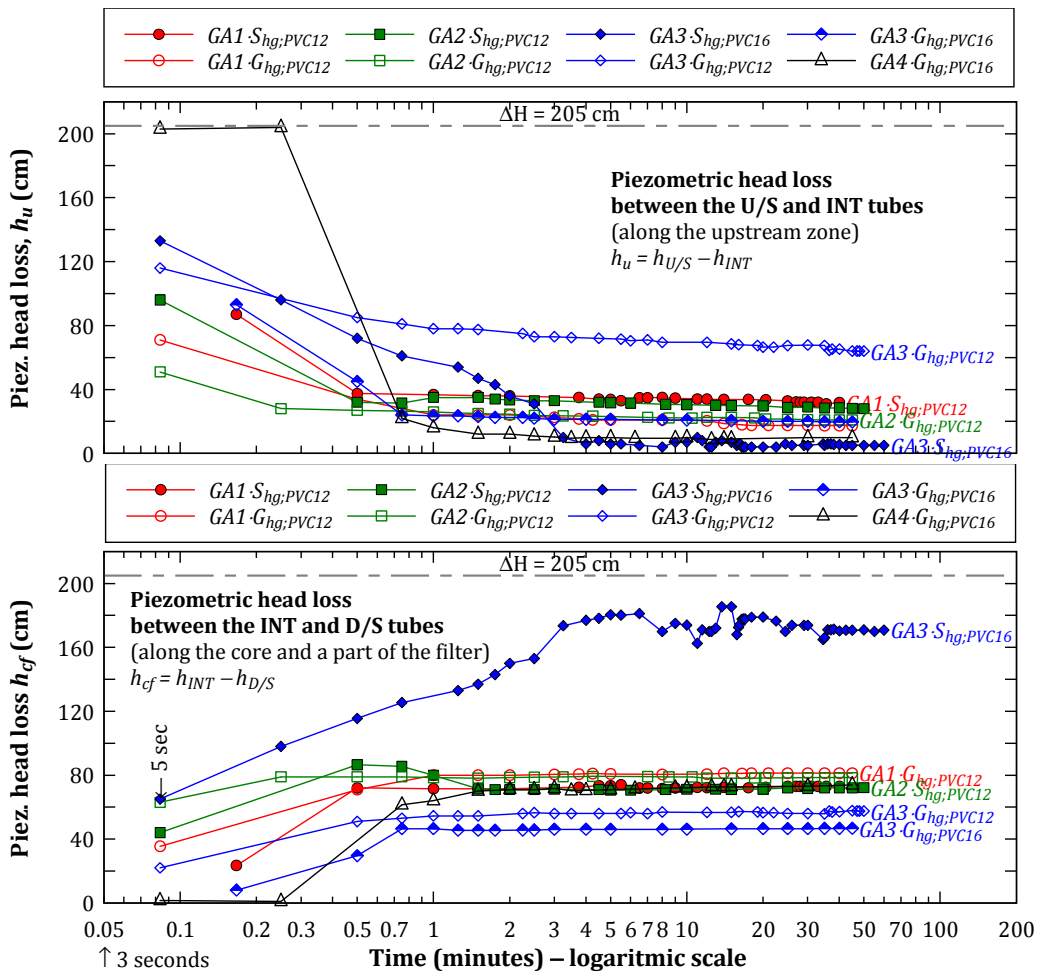 GA1·S_hg;PVC12 GA2·S_hg;PVC12 GA3·S_hg;PVC16 GA3·G_hg;PVC16
GA1·G_hg;PVC12 GA2·G_hg;PVC12 GA3·G_hg;PVC12 GA4·G_hg;PVC16
ΔH = 205 cm
Piezometric head loss
between the U/S and INT tubes
(along the upstream zone)
h_u = h_U/S – h_INT
Piez. head loss, h_u (cm)
200
160
120
80
40
0
GA3·G_hg;PVC12
GA1·S_hg;PVC12
GA2·G_hg;PVC12
GA3·S_hg;PVC16
GA1·S_hg;PVC12 GA2·S_hg;PVC12 GA3·S_hg;PVC16 GA3·G_hg;PVC16
GA1·G_hg;PVC12 GA2·G_hg;PVC12 GA3·G_hg;PVC12 GA4·G_hg;PVC16
ΔH = 205 cm
Piezometric head loss
between the INT and D/S tubes
(along the core and a part of the filter)
h_cf = h_INT – h_D/S
Piez. head loss h_cf (cm)
200
160
120
80
40
0
5 sec
GA3·S_hg;PVC16
GA1·G_hg;PVC12
GA2·S_hg;PVC12
GA3·G_hg;PVC12
GA3·G_hg;PVC16
0.05 0.1 0.2 0.3 0.5 0.7 1 2 3 4 5 6 7 8 10 20 30 40 50 100 200
↑ 3 seconds
Time (minutes) – logaritmic scale